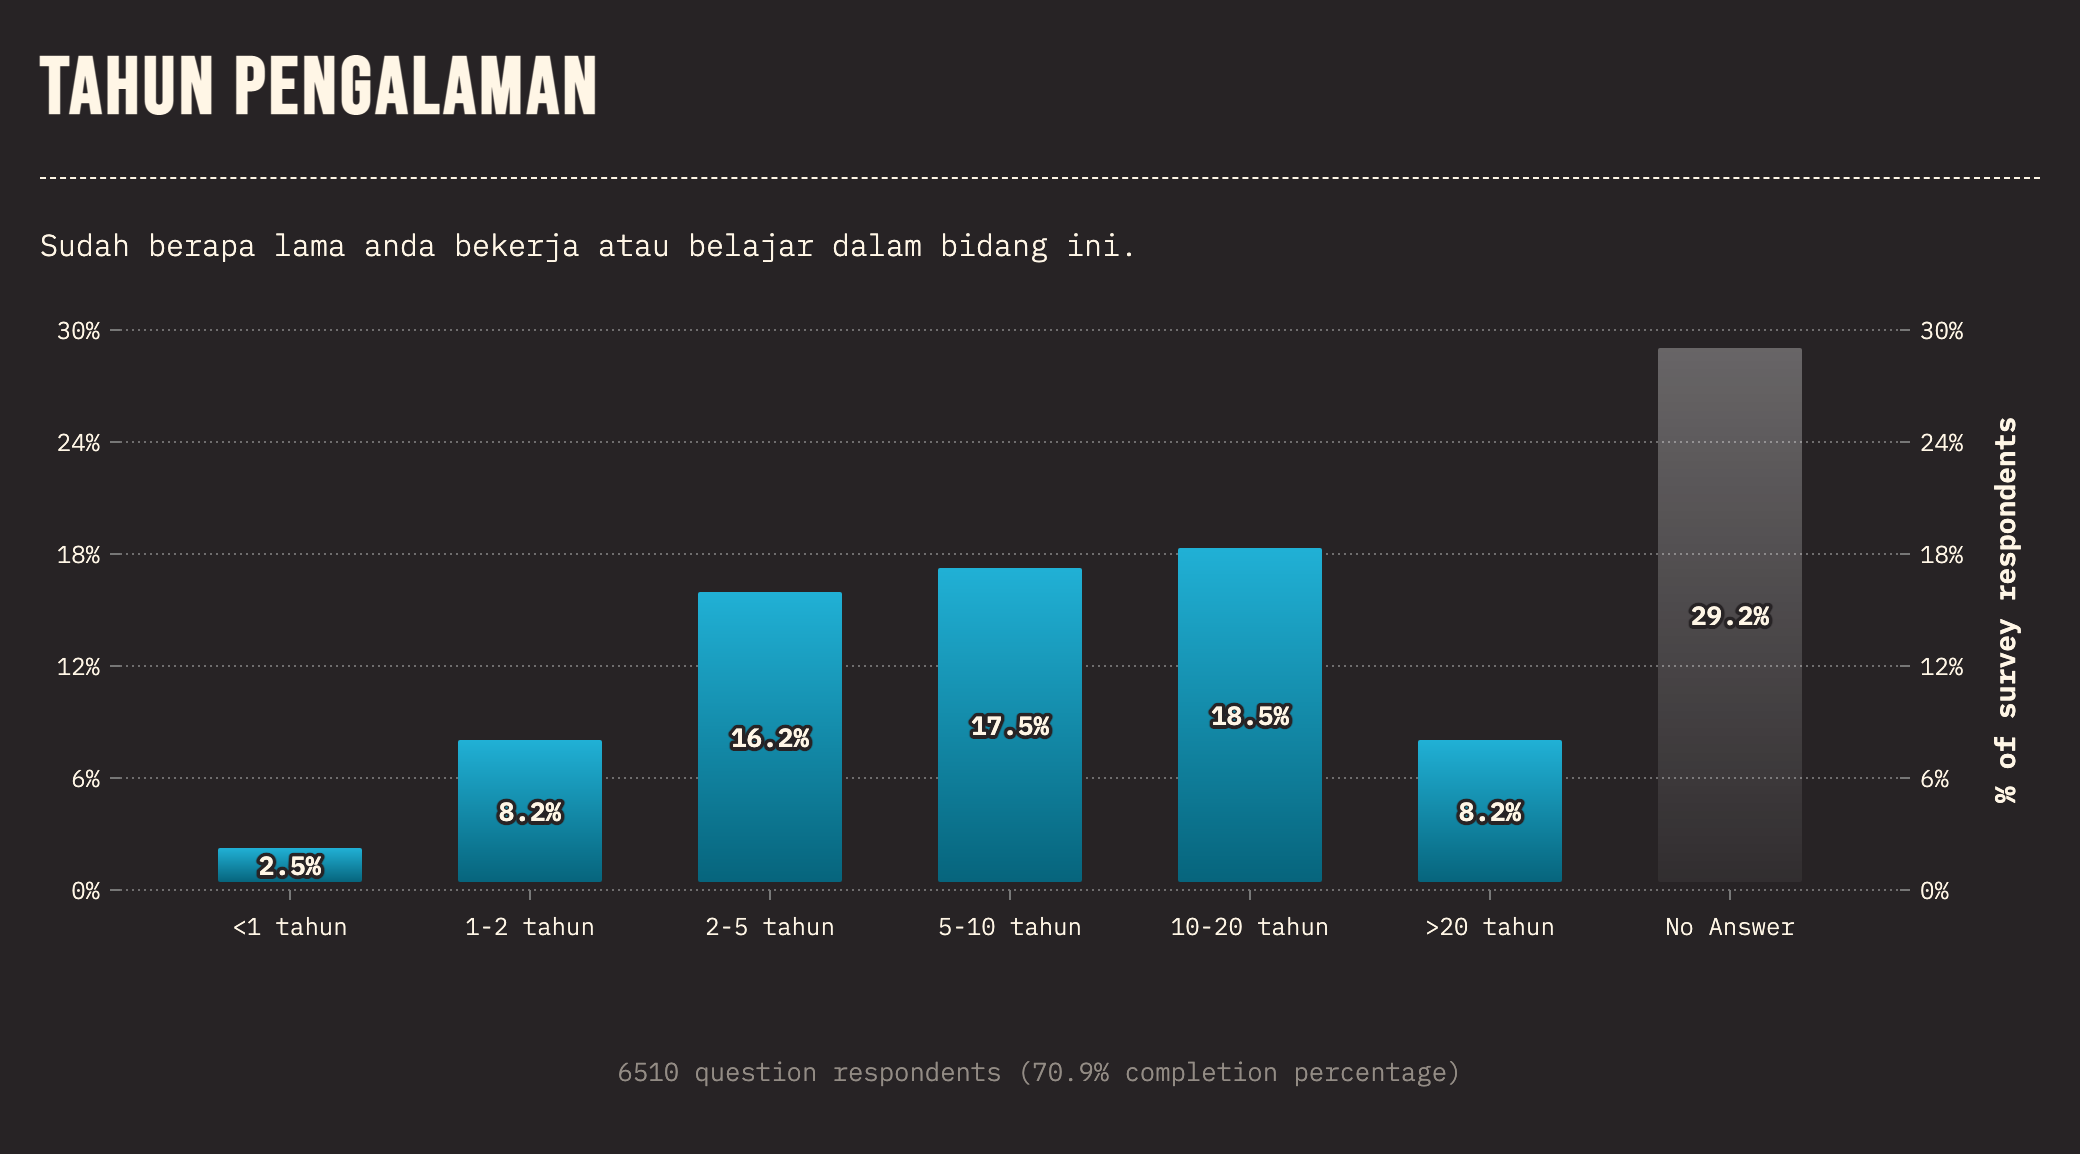 TAHUN PENGALAMAN
Sudah berapa lama anda bekerja atau belajar dalam bidang ini.
30%
24%
18%
12%
6%
0%
30%
24%
18%
12%
6%
0%
% of survey respondents
2.5%
8.2%
16.2%
17.5%
18.5%
8.2%
29.2%
<1 tahun
1-2 tahun
2-5 tahun
5-10 tahun
10-20 tahun
>20 tahun
No Answer
6510 question respondents (70.9% completion percentage)